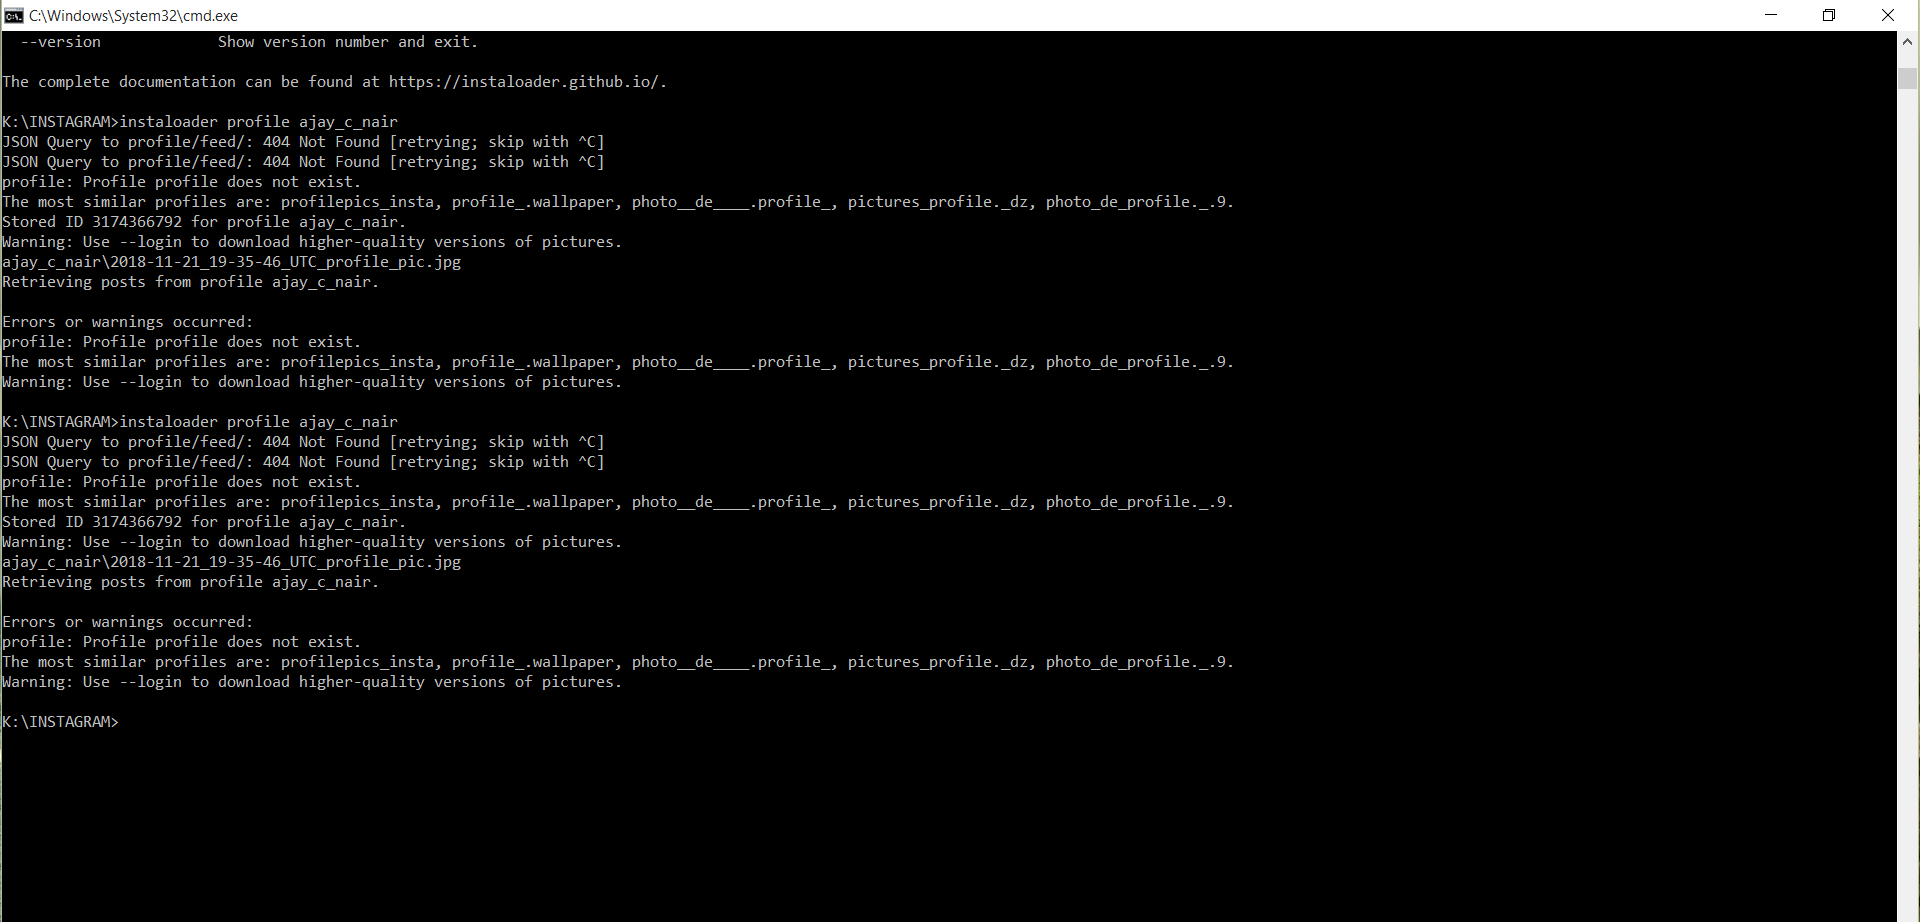 C:\Windows\System32\cmd.exe
--version Show version number and exit.
The complete documentation can be found at https://instaloader.github.io/.
K:\INSTAGRAM>instaloader profile ajay_c_nair
JSON Query to profile/feed/: 404 Not Found [retrying; skip with ^C]
JSON Query to profile/feed/: 404 Not Found [retrying; skip with ^C]
profile: Profile profile does not exist.
The most similar profiles are: profilepics_insta, profile_.wallpaper, photo__de____.profile_, pictures_profile._dz, photo_de_profile._.9.
Stored ID 3174366792 for profile ajay_c_nair.
Warning: Use --login to download higher-quality versions of pictures.
ajay_c_nair\2018-11-21_19-35-46_UTC_profile_pic.jpg
Retrieving posts from profile ajay_c_nair.
Errors or warnings occurred:
profile: Profile profile does not exist.
The most similar profiles are: profilepics_insta, profile_.wallpaper, photo__de____.profile_, pictures_profile._dz, photo_de_profile._.9.
Warning: Use --login to download higher-quality versions of pictures.
K:\INSTAGRAM>instaloader profile ajay_c_nair
JSON Query to profile/feed/: 404 Not Found [retrying; skip with ^C]
JSON Query to profile/feed/: 404 Not Found [retrying; skip with ^C]
profile: Profile profile does not exist.
The most similar profiles are: profilepics_insta, profile_.wallpaper, photo__de____.profile_, pictures_profile._dz, photo_de_profile._.9.
Stored ID 3174366792 for profile ajay_c_nair.
Warning: Use --login to download higher-quality versions of pictures.
ajay_c_nair\2018-11-21_19-35-46_UTC_profile_pic.jpg
Retrieving posts from profile ajay_c_nair.
Errors or warnings occurred:
profile: Profile profile does not exist.
The most similar profiles are: profilepics_insta, profile_.wallpaper, photo__de____.profile_, pictures_profile._dz, photo_de_profile._.9.
Warning: Use --login to download higher-quality versions of pictures.
K:\INSTAGRAM>